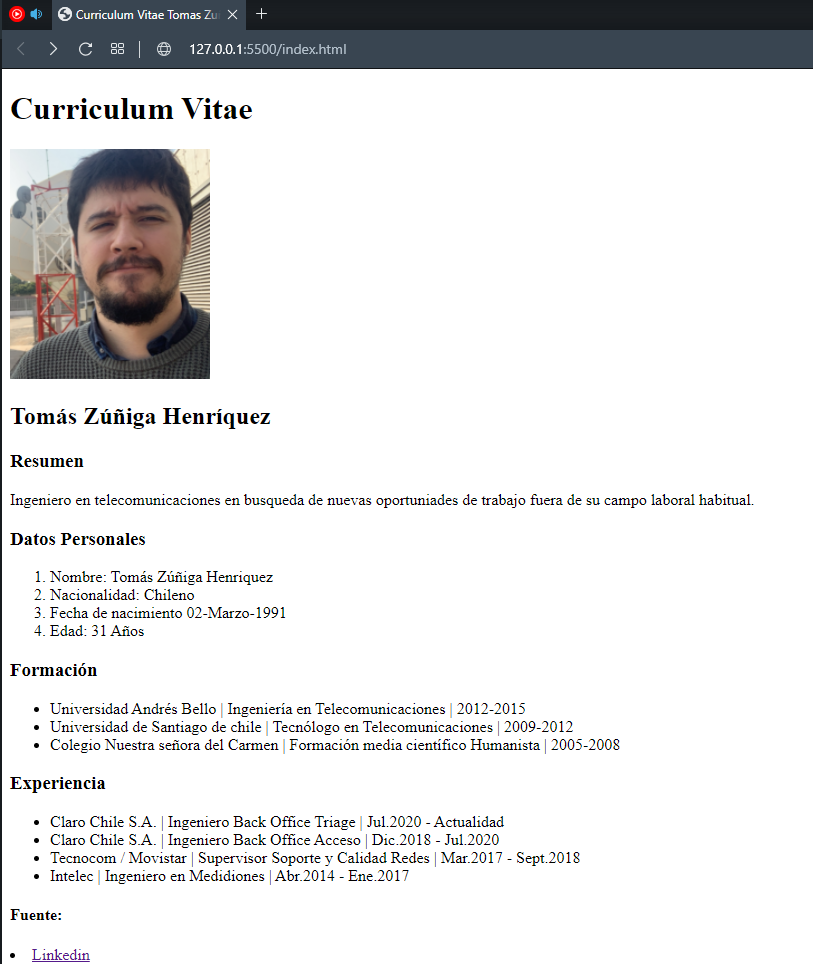 Curriculum Vitae Tomas Zu
127.0.0.1:5500/index.html
Curriculum Vitae
Tomás Zúñiga Henríquez
Resumen
Ingeniero en telecomunicaciones en busqueda de nuevas oportuniades de trabajo fuera de su campo laboral habitual.
Datos Personales
1. Nombre: Tomás Zúñiga Henriquez
2. Nacionalidad: Chileno
3. Fecha de nacimiento 02-Marzo-1991
4. Edad: 31 Años
Formación
• Universidad Andrés Bello | Ingeniería en Telecomunicaciones | 2012-2015
• Universidad de Santiago de chile | Tecnólogo en Telecomunicaciones | 2009-2012
• Colegio Nuestra señora del Carmen | Formación media científico Humanista | 2005-2008
Experiencia
• Claro Chile S.A. | Ingeniero Back Office Triage | Jul.2020 - Actualidad
• Claro Chile S.A. | Ingeniero Back Office Acceso | Dic.2018 - Jul.2020
• Tecnocom / Movistar | Supervisor Soporte y Calidad Redes | Mar.2017 - Sept.2018
• Intelec | Ingeniero en Medidiones | Abr.2014 - Ene.2017
Fuente:
• Linkedin